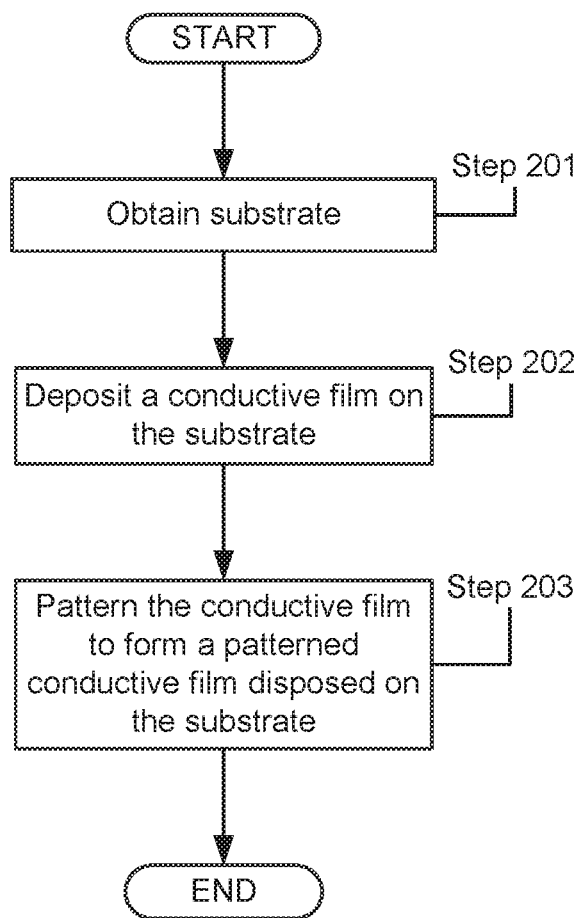 START
Step 201
Obtain substrate
Step 202
Deposit a conductive film on
the substrate
Step 203
Pattern the conductive film
to form a patterned
conductive film disposed on
the substrate
END